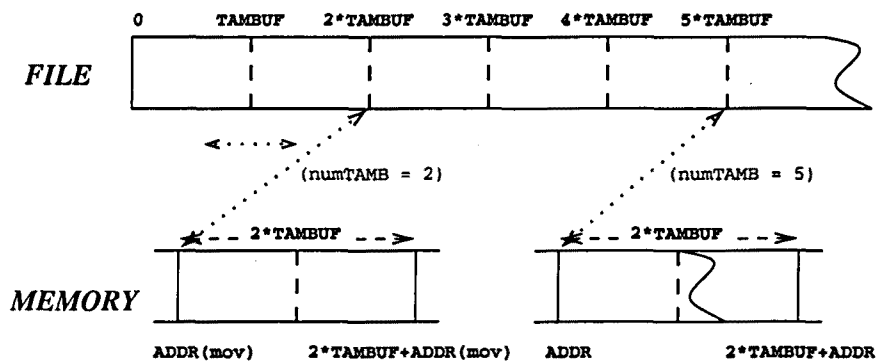 0 TAMBUF 2*TAMBUF 3*TAMBUF 4*TAMBUF 5*TAMBUF
FILE
(numTAMB = 2) (numTAMB = 5)
2*TAMBUF 2*TAMBUF
MEMORY
ADDR(mov) 2*TAMBUF+ADDR(mov) ADDR 2*TAMBUF+ADDR